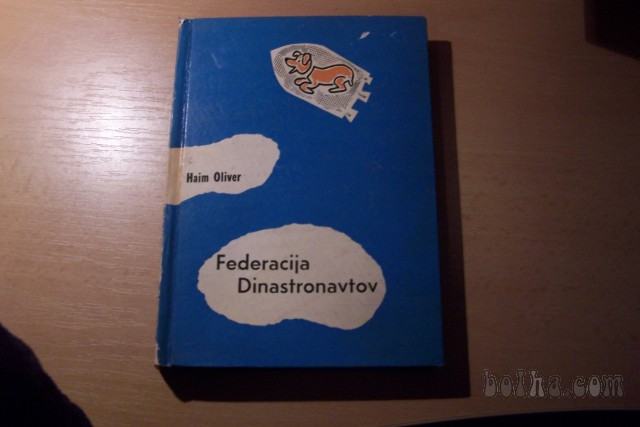 Haim Oliver
Federacija
Dinastronavtov
bolha.com